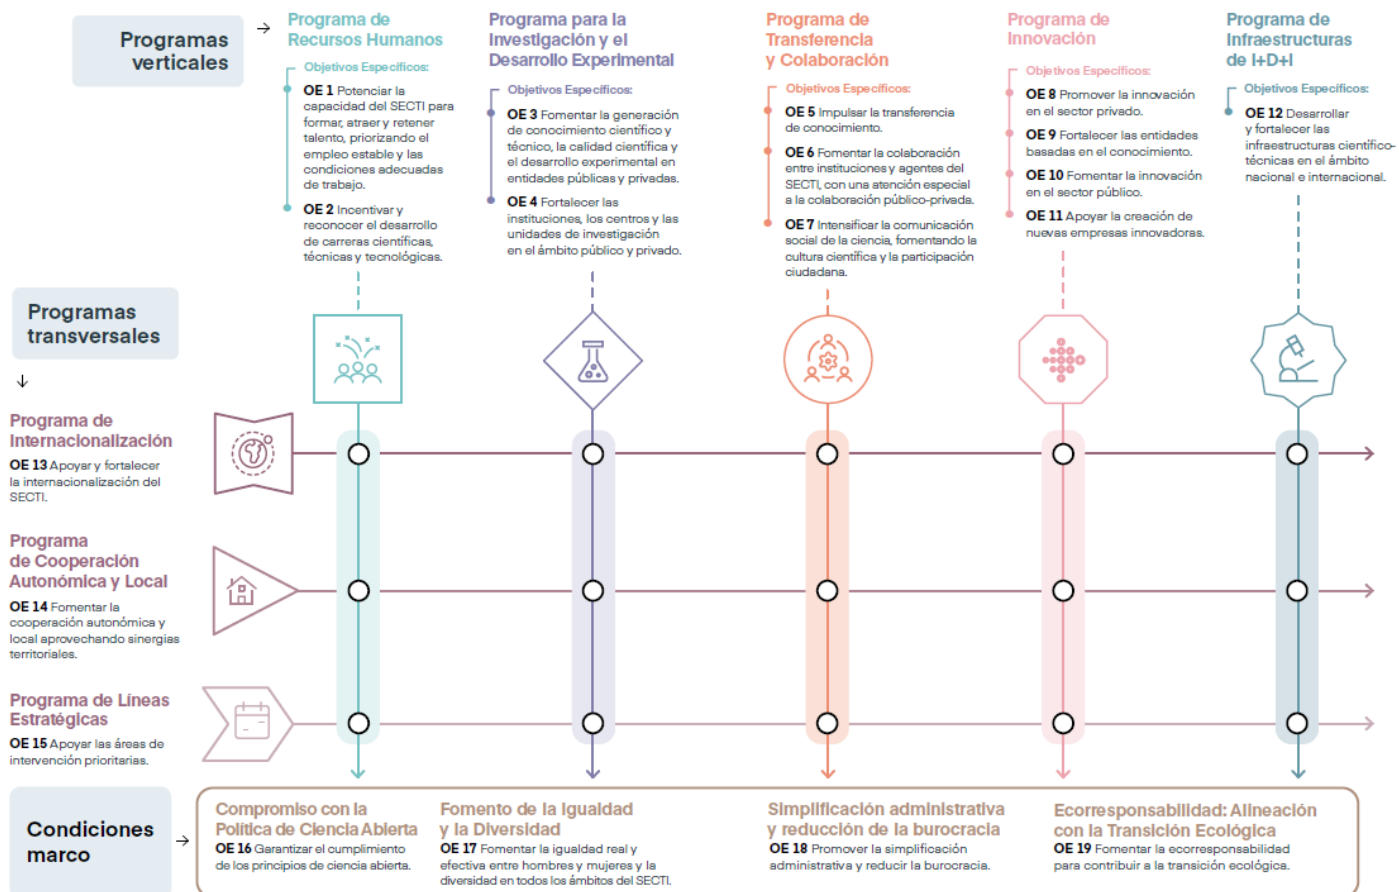 Programas
verticales
→
Programa de
Recursos Humanos
Objetivos Específicos:
OE 1 Potenciar la
capacidad del SECTI para
formar, atraer y retener
talento, priorizando el
empleo estable y las
condiciones adecuadas
de trabajo.
OE 2 Incentivar y
reconocer el desarrollo
de carreras científicas,
técnicas y tecnológicas.
Programa para la
Investigación y el
Desarrollo Experimental
Objetivos Específicos:
OE 3 Fomentar la generación
de conocimiento científico y
técnico, la calidad científica y
el desarrollo experimental en
entidades públicas y privadas.
OE 4 Fortalecer las
instituciones, los centros y las
unidades de investigación
en el ámbito público y privado.
Programa de
Transferencia
y Colaboración
Objetivos Específicos:
OE 5 Impulsar la transferencia
de conocimiento.
OE 6 Fomentar la colaboración
entre instituciones y agentes del
SECTI, con una atención especial
a la colaboración público-privada.
OE 7 Intensificar la comunicación
social de la ciencia, fomentando la
cultura científica y la participación
ciudadana.
Programa de
Innovación
Objetivos Específicos:
OE 8 Promover la innovación
en el sector privado.
OE 9 Fortalecer las entidades
basadas en el conocimiento.
OE 10 Fomentar la innovación
en el sector público.
OE 11 Apoyar la creación de
nuevas empresas innovadoras.
Programa de
Infraestructuras
de I+D+I
Objetivos Específicos:
OE 12 Desarrollar
y fortalecer las
infraestructuras científico-
técnicas en el ámbito
nacional e internacional.
Programas
transversales
↓
Programa de
Internacionalización
OE 13 Apoyar y fortalecer
la internacionalización del
SECTI.
Programa
de Cooperación
Autonómica y Local
OE 14 Fomentar la
cooperación autonómica y
local aprovechando sinergias
territoriales.
Programa de Líneas
Estratégicas
OE 15 Apoyar las áreas de
intervención prioritarias.
Condiciones
marco
→
Compromiso con la
Política de Ciencia Abierta
OE 16 Garantizar el cumplimiento
de los principios de ciencia abierta.
Fomento de la Igualdad
y la Diversidad
OE 17 Fomentar la igualdad real y
efectiva entre hombres y mujeres y la
diversidad en todos los ámbitos del SECTI.
Simplificación administrativa
y reducción de la burocracia
OE 18 Promover la simplificación
administrativa y reducir la burocracia.
Ecorresponsabilidad: Alineación
con la Transición Ecológica
OE 19 Fomentar la ecorresponsabilidad
para contribuir a la transición ecológica.